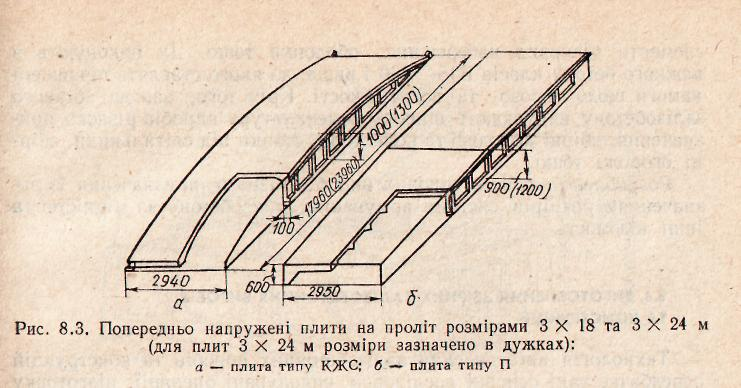 1000(1300)
17960(23960)
900(1200)
100
600
2940
2950
а
б
Рис. 8.3. Попередньо напружені плити на проліт розмірами 3 × 18 та 3 × 24 м
(для плит 3 × 24 м розміри зазначено в дужках):
а — плита типу КЖС; б — плита типу П